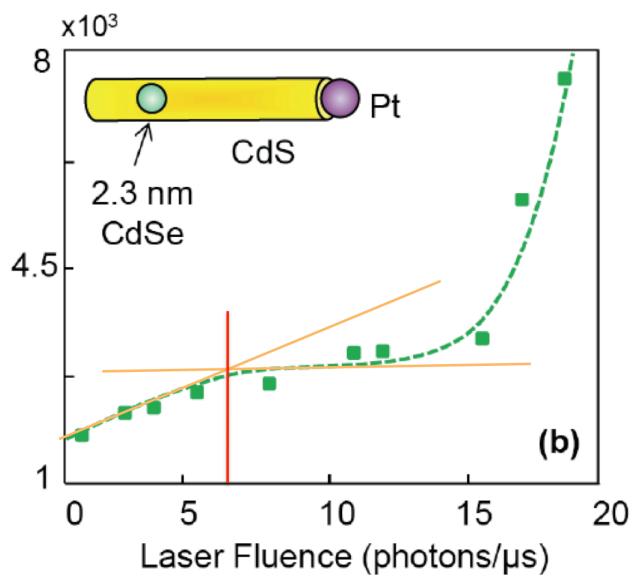 x10³
8
Pt
CdS
2.3 nm
CdSe
4.5
(b)
1
0 5 10 15 20
Laser Fluence (photons/μs)